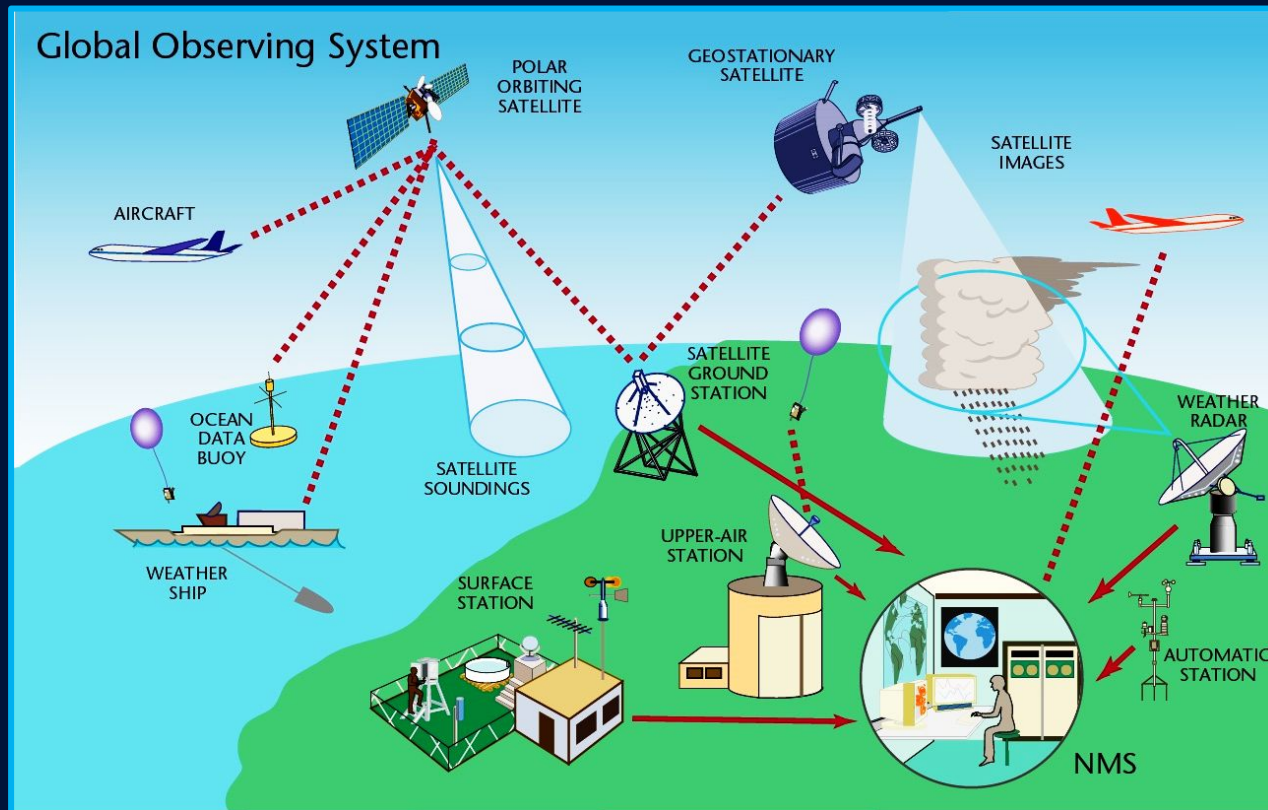 Global Observing System
POLAR
ORBITING
SATELLITE
GEOSTATIONARY
SATELLITE
SATELLITE
IMAGES
AIRCRAFT
OCEAN
DATA
BUOY
SATELLITE
SOUNDINGS
SATELLITE
GROUND
STATION
WEATHER
RADAR
WEATHER
SHIP
SURFACE
STATION
UPPER-AIR
STATION
AUTOMATIC
STATION
NMS